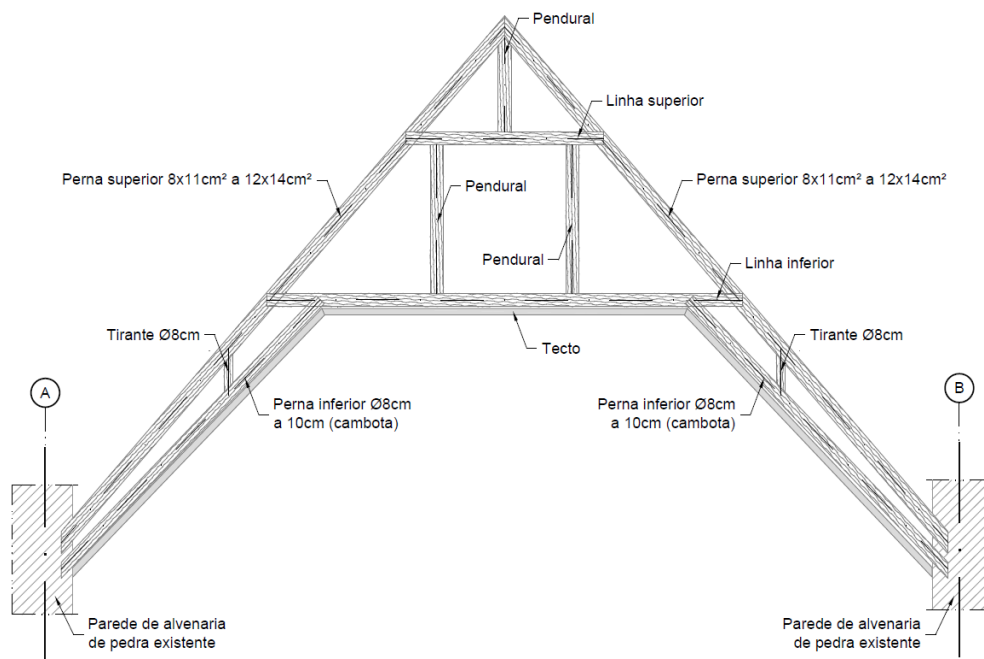 Pendural
Linha superior
Perna superior 8x11cm² a 12x14cm²
Perna superior 8x11cm² a 12x14cm²
Pendural
Pendural
Linha inferior
Tirante Ø8cm
Tecto
Tirante Ø8cm
A
B
Perna inferior Ø8cm
a 10cm (cambota)
Perna inferior Ø8cm
a 10cm (cambota)
Parede de alvenaria
de pedra existente
Parede de alvenaria
de pedra existente